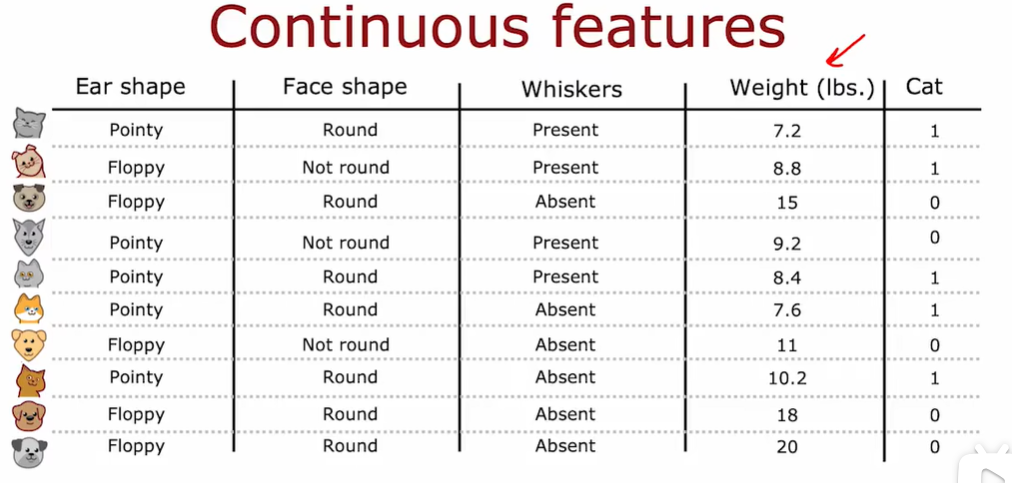 Continuous features
Ear shape Face shape Whiskers Weight (lbs.) Cat
Pointy Round Present 7.2 1
Floppy Not round Present 8.8 1
Floppy Round Absent 15 0
Pointy Not round Present 9.2 0
Pointy Round Present 8.4 1
Pointy Round Absent 7.6 1
Floppy Not round Absent 11 0
Pointy Round Absent 10.2 1
Floppy Round Absent 18 0
Floppy Round Absent 20 0